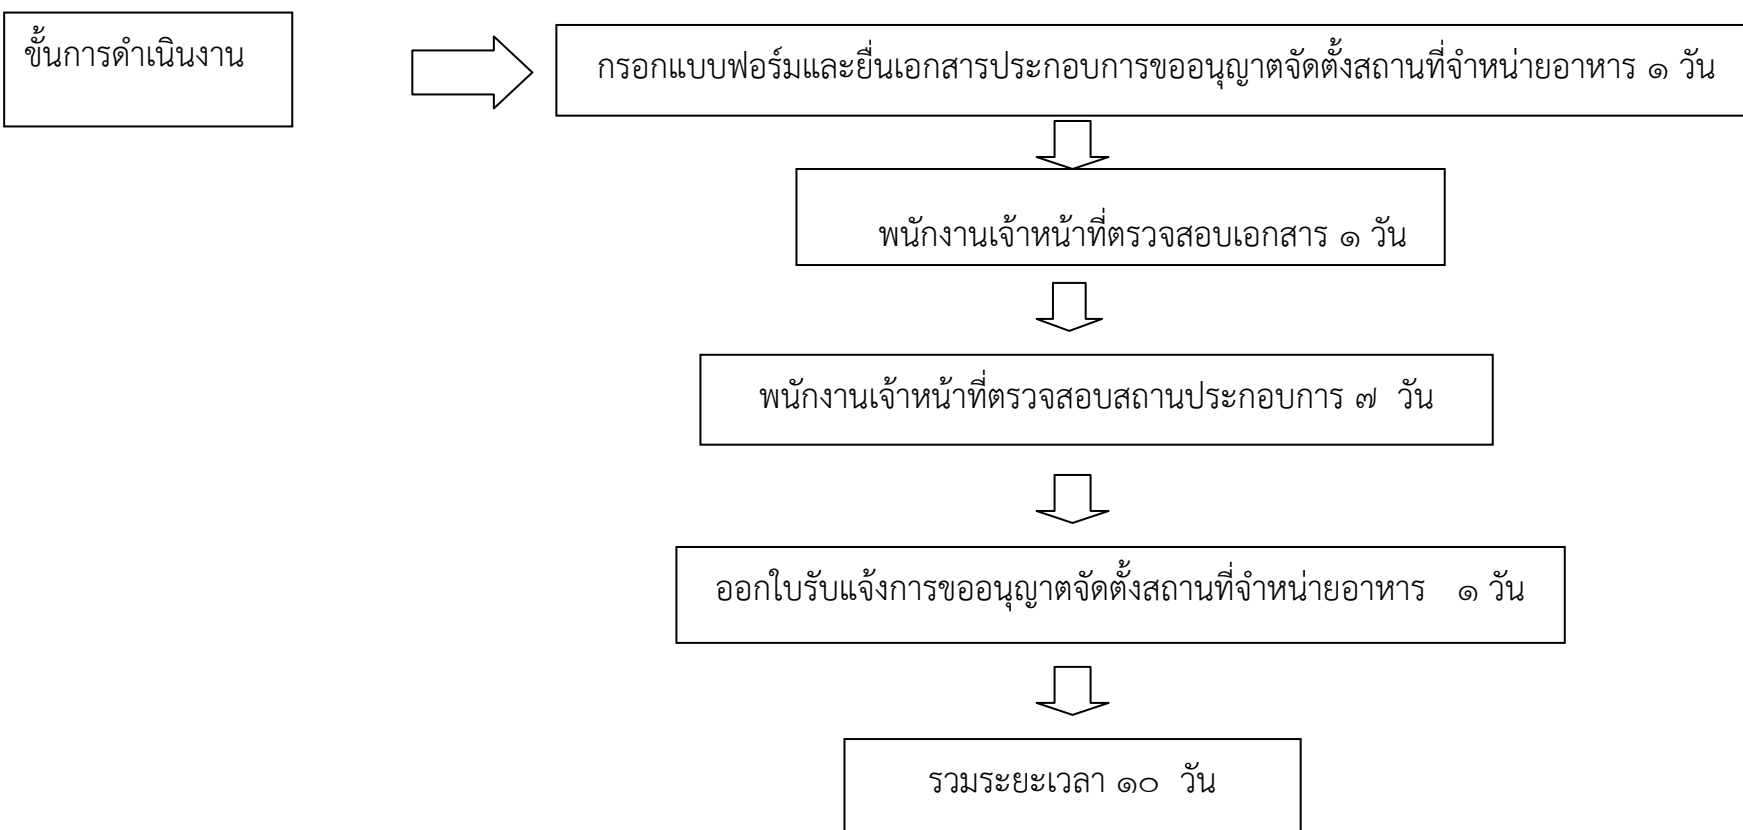 ขั้นการดำเนินงาน
กรอกแบบฟอร์มและยื่นเอกสารประกอบการขออนุญาตจัดตั้งสถานที่จำหน่ายอาหาร ๑ วัน
พนักงานเจ้าหน้าที่ตรวจสอบเอกสาร ๑ วัน
พนักงานเจ้าหน้าที่ตรวจสอบสถานประกอบการ ๗ วัน
ออกใบรับแจ้งการขออนุญาตจัดตั้งสถานที่จำหน่ายอาหาร ๑ วัน
รวมระยะเวลา ๑๐ วัน